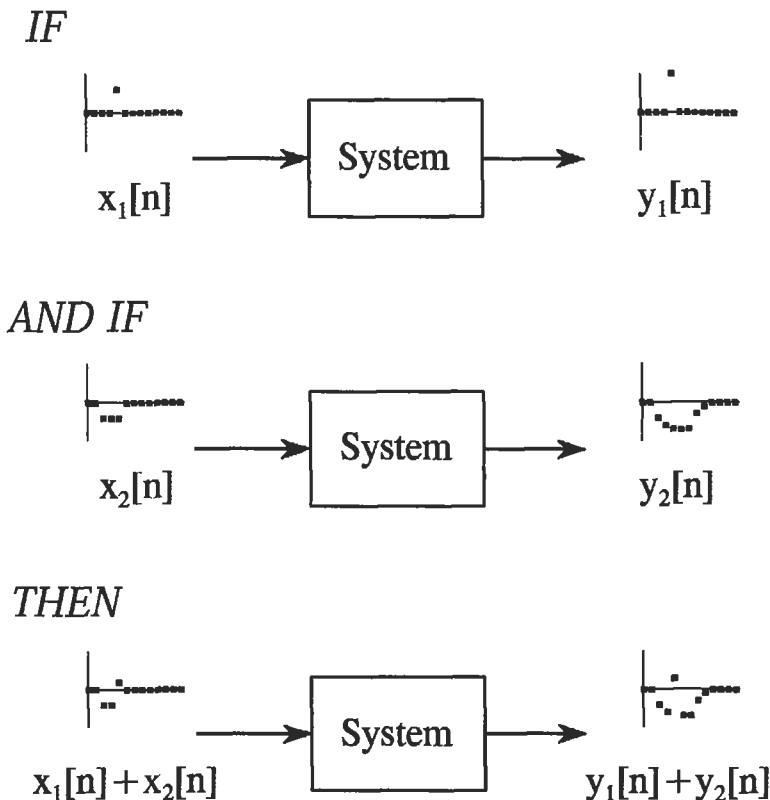 IF
System
x₁[n] y₁[n]
AND IF
System
x₂[n] y₂[n]
THEN
System
x₁[n]+x₂[n] y₁[n]+y₂[n]